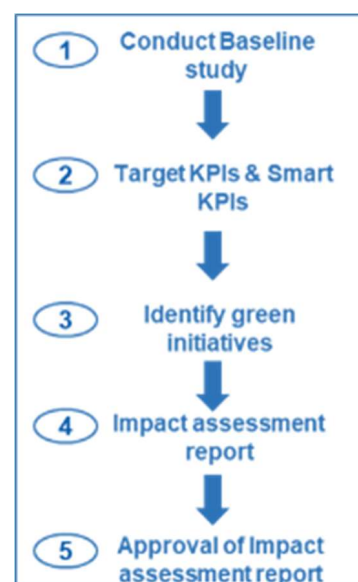 1 Conduct Baseline
study
2 Target KPIs & Smart
KPIs
3 Identify green
initiatives
4 Impact assessment
report
5 Approval of Impact
assessment report